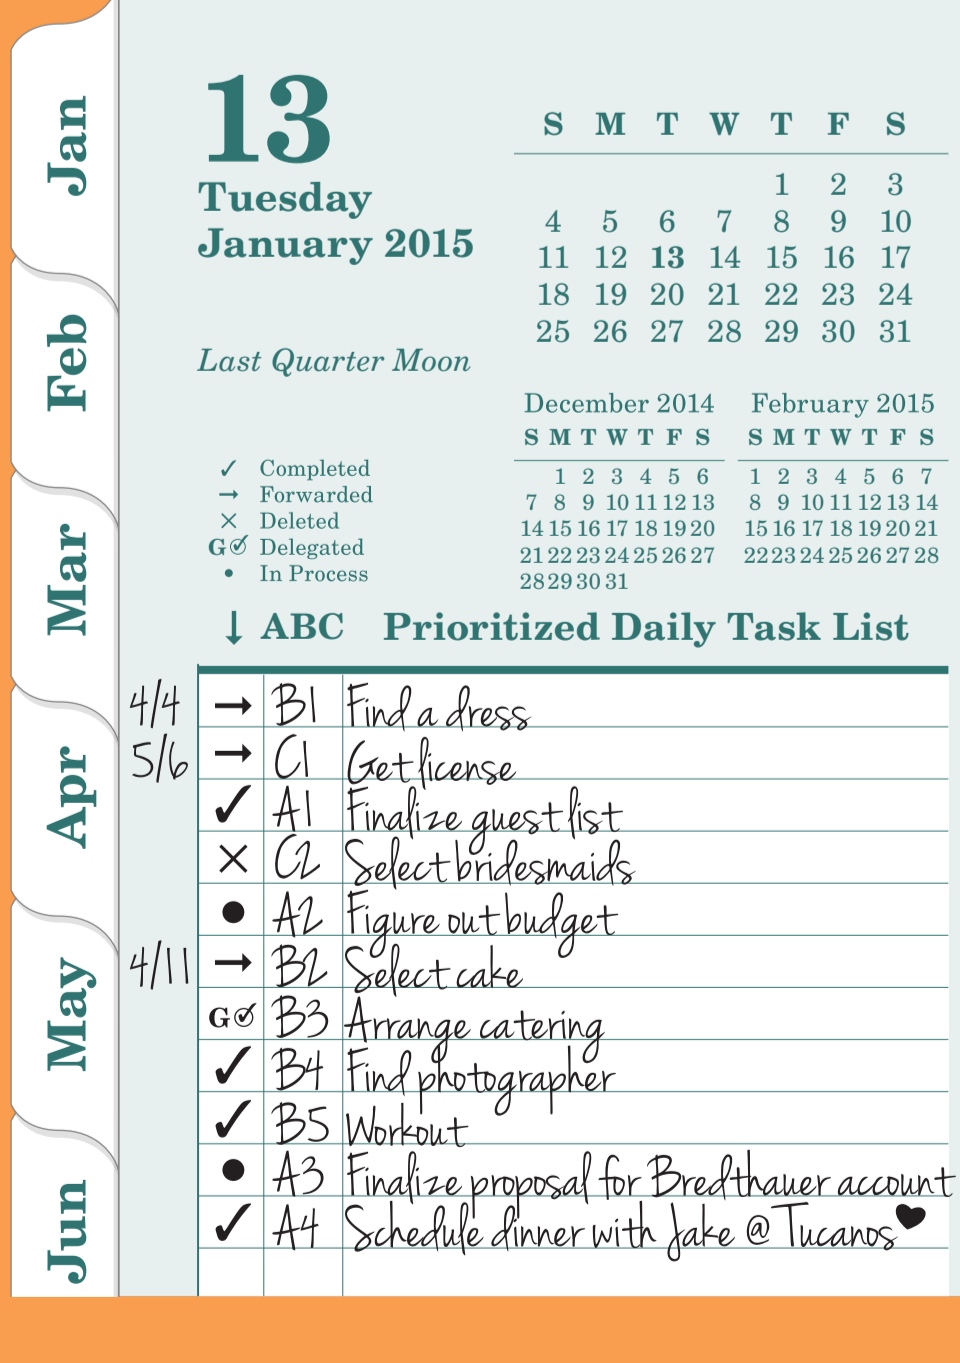 Jan
Feb
Mar
Apr
May
Jun
13
Tuesday
January 2015
Last Quarter Moon
S M T W T F S
1 2 3
4 5 6 7 8 9 10
11 12 13 14 15 16 17
18 19 20 21 22 23 24
25 26 27 28 29 30 31
December 2014
S M T W T F S
1 2 3 4 5 6
7 8 9 10 11 12 13
14 15 16 17 18 19 20
21 22 23 24 25 26 27
28 29 30 31
February 2015
S M T W T F S
1 2 3 4 5 6 7
8 9 10 11 12 13 14
15 16 17 18 19 20 21
22 23 24 25 26 27 28
✓ Completed
→ Forwarded
× Deleted
G✓ Delegated
• In Process
↓ ABC Prioritized Daily Task List
4/4 → B1 Find a dress
5/6 → C1 Get license
✓ A1 Finalize guest list
× C2 Select bridesmaids
• A2 Figure out budget
4/11 → B2 Select cake
G✓ B3 Arrange catering
✓ B4 Find photographer
✓ B5 Workout
• A3 Finalize proposal for Bredthauer account
✓ A4 Schedule dinner with Jake @ Tucanos ♥